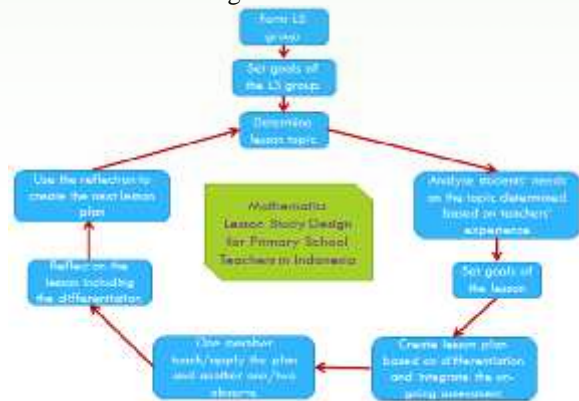 Form LS
group
Set goals of
the LS group
Determine
lesson topic
Analyse students' needs
on the topic determined
based on teachers'
experience
Set goals of
the lesson
Create lesson plan
based on differentiation
and integrate the on-
going assessment
One member
teach/apply the plan
and another one/two
observe
Reflect on the
lesson including
the differentiation
Use the reflection to
create the next lesson
plan
Mathematics
Lesson Study Design
for Primary School
Teachers in Indonesia